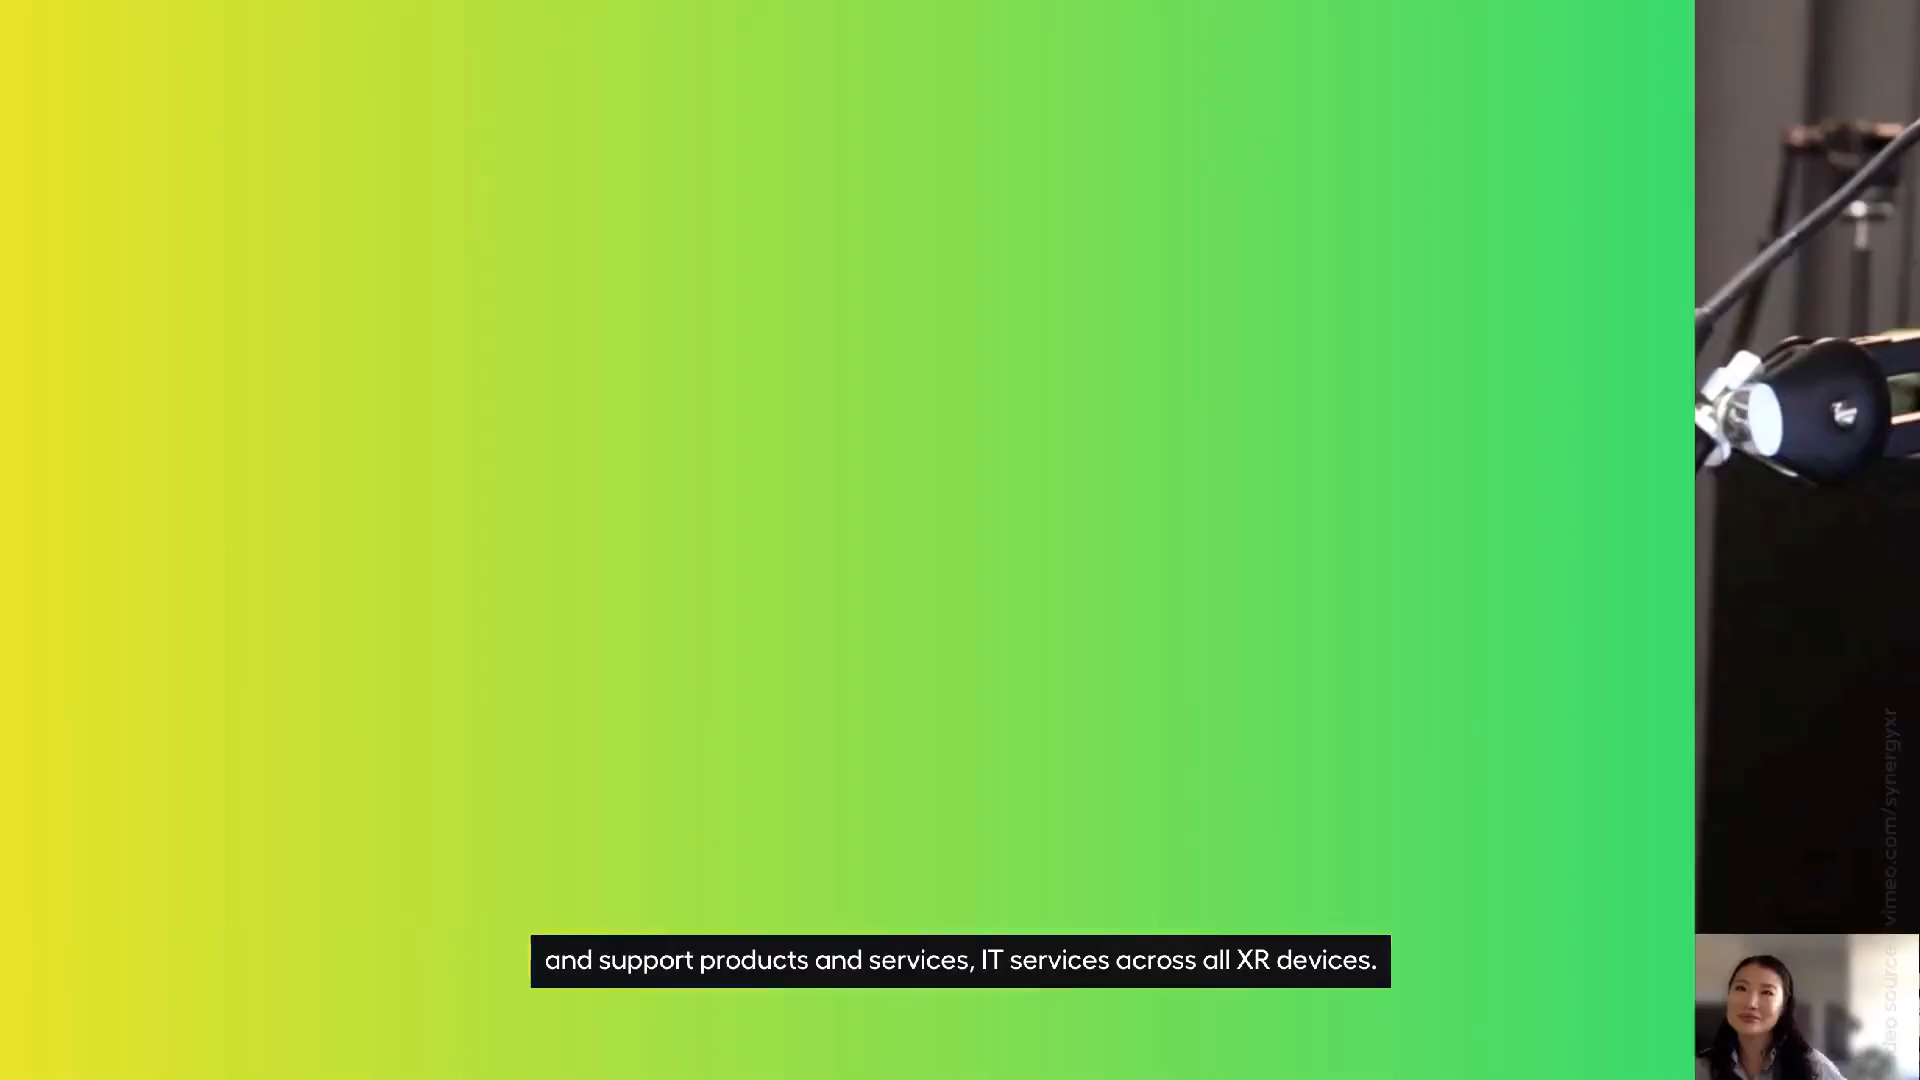 and support products and services, IT services across all XR devices.
vimeo.com/synergyxr